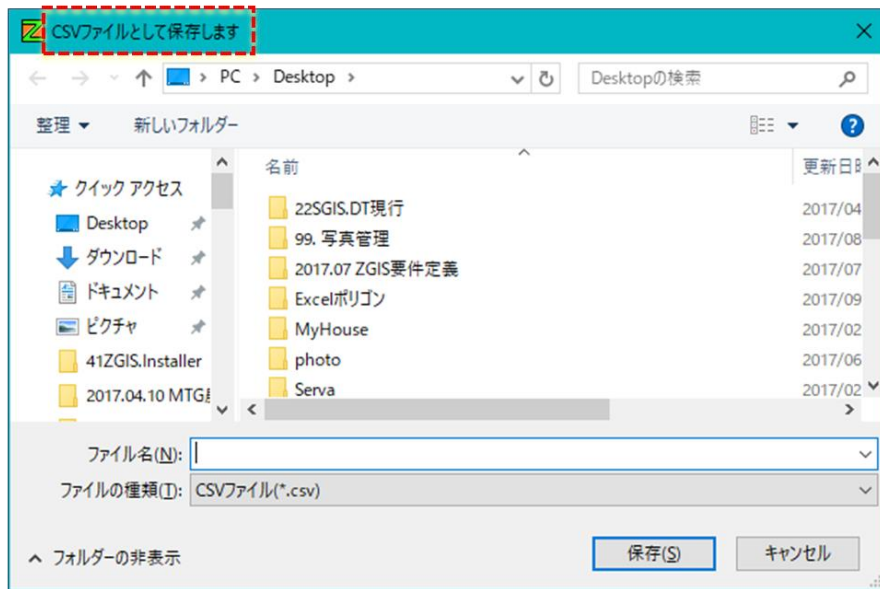 CSVファイルとして保存します
PC > Desktop >
Desktopの検索
整理
新しいフォルダー
名前
更新日
クイック アクセス
Desktop
ダウンロード
ドキュメント
ピクチャ
41ZGIS.Installer
2017.04.10 MTG
22SGIS.DT現行
2017/04
99. 写真管理
2017/08
2017.07 ZGIS要件定義
2017/07
Excelポリゴン
2017/09
MyHouse
2017/02
photo
2017/06
Serva
2017/02
ファイル名(N):
ファイルの種類(T):
CSVファイル(*.csv)
フォルダーの非表示
保存(S)
キャンセル